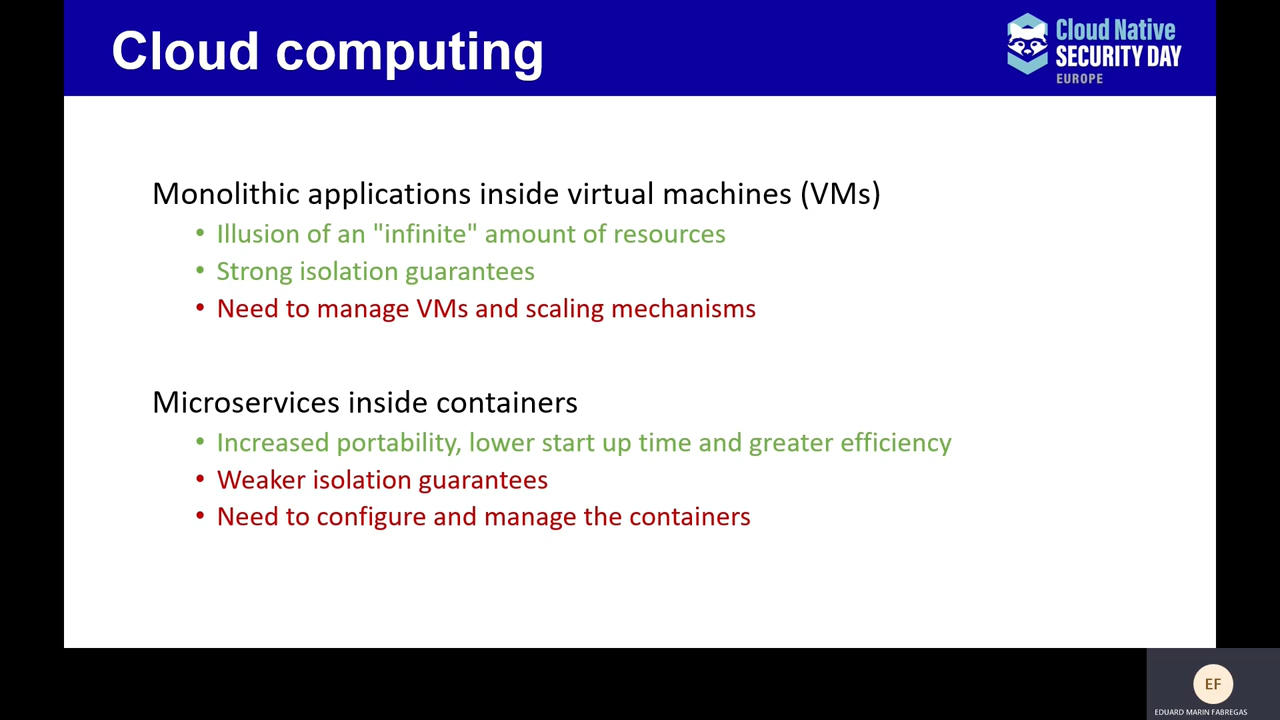 Cloud computing
Cloud Native
SECURITY DAY
EUROPE
Monolithic applications inside virtual machines (VMs)
• Illusion of an "infinite" amount of resources
• Strong isolation guarantees
• Need to manage VMs and scaling mechanisms
Microservices inside containers
• Increased portability, lower start up time and greater efficiency
• Weaker isolation guarantees
• Need to configure and manage the containers
EF
EDUARD MARIN FABREGAS